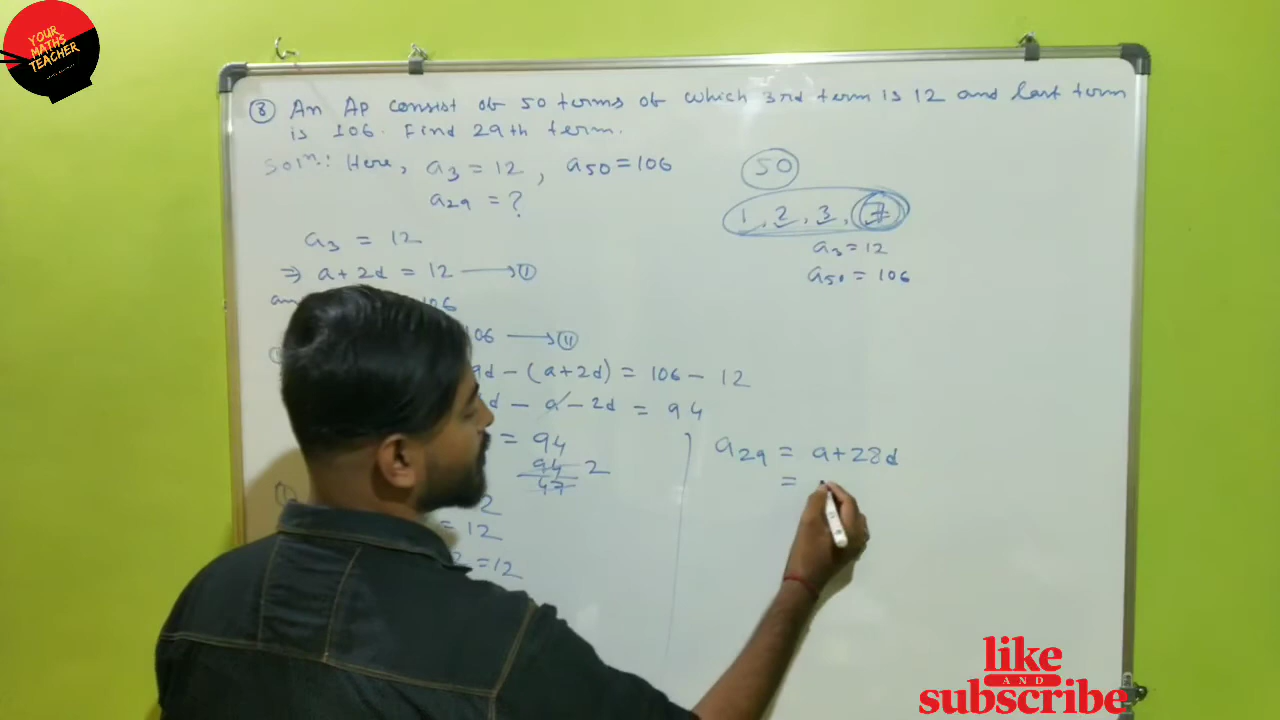 YOUR
MATHS
TEACHER
⑧ An AP consist of 50 terms of which 3rd term is 12 and last term
is 106. Find 29th term.
Solⁿ: Here, a₃ = 12, a₅₀ = 106
a₂₉ = ?
a₃ = 12
⇒ a + 2d = 12 → Ⓘ
106
106 → Ⓘⓘ
9d - (a + 2d) = 106 - 12
d - a - 2d = 94
= 94
94 2
47
2
= 12
= 12
50
1, 2, 3, 7
a₃ = 12
a₅₀ = 106
a₂₉ = a + 28d
=
like
AND
subscribe